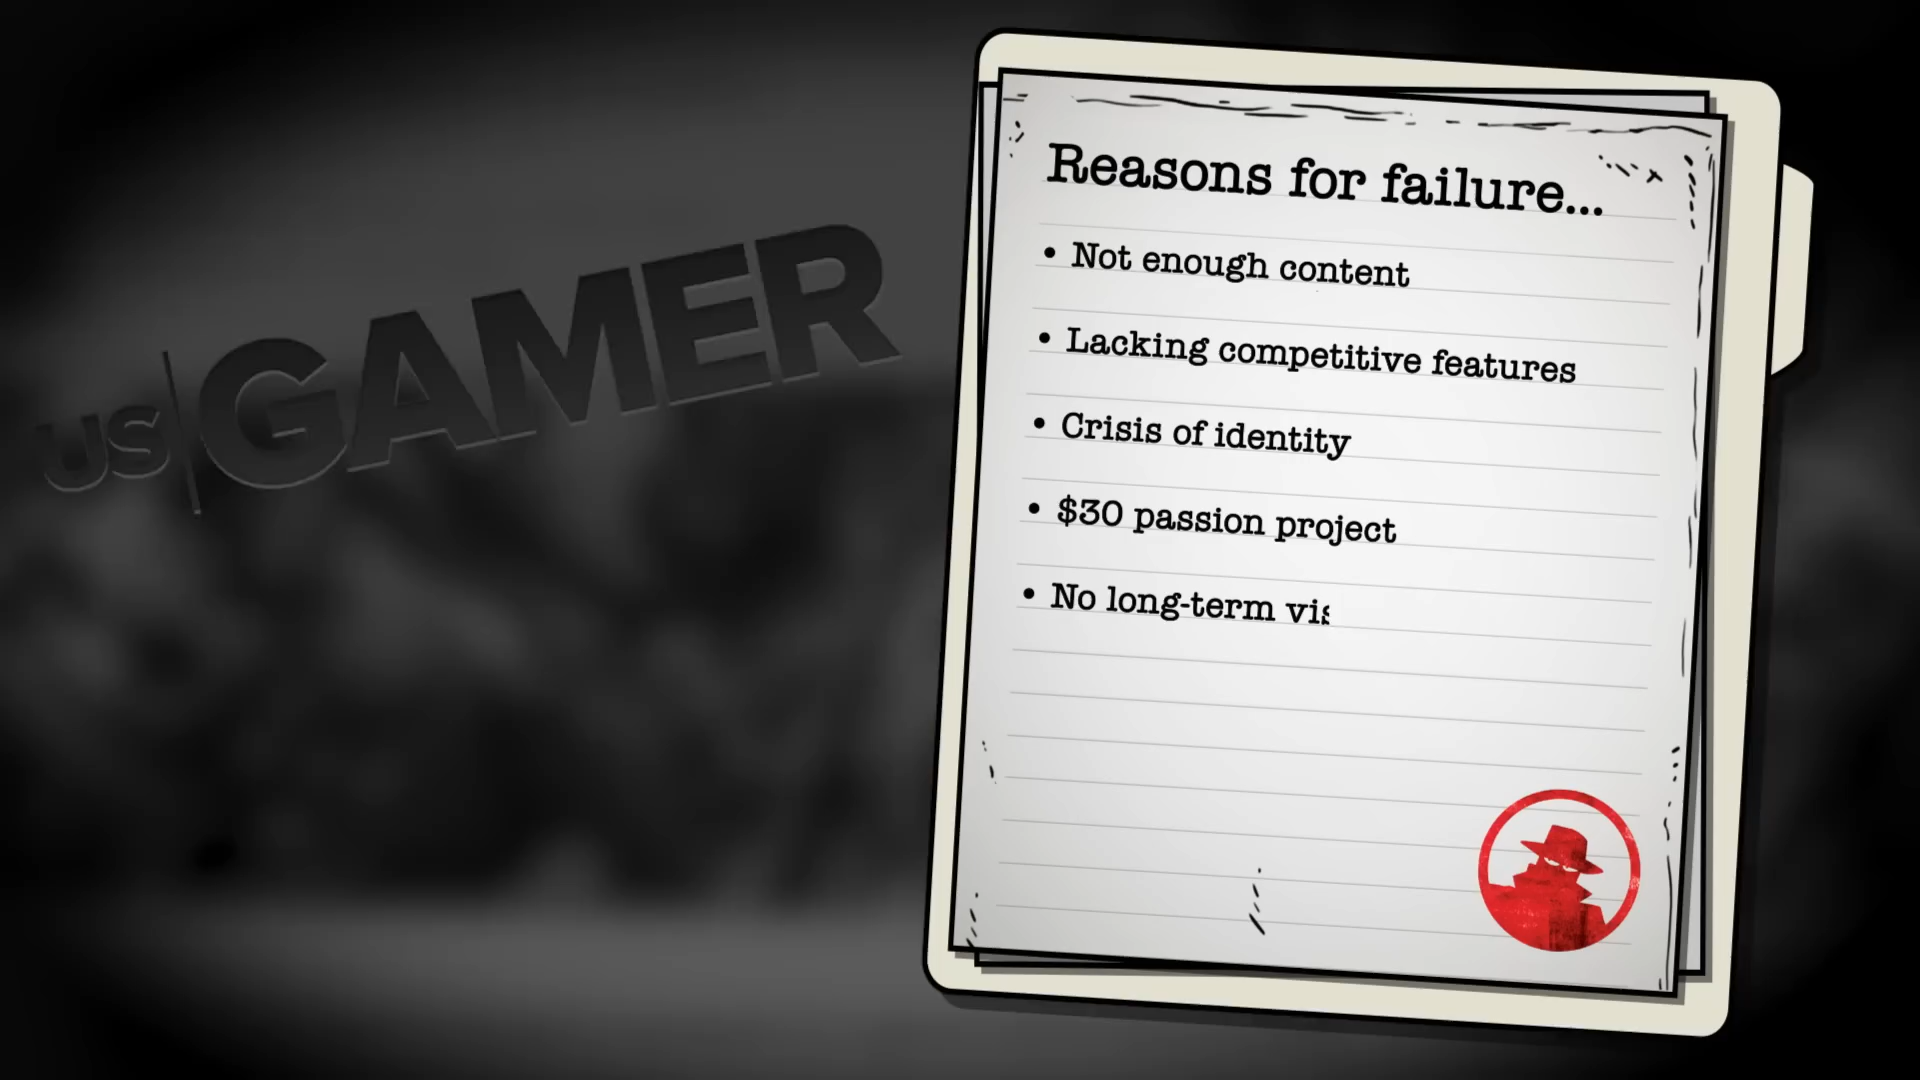 US GAMER
Reasons for failure...
• Not enough content
• Lacking competitive features
• Crisis of identity
• $30 passion project
• No long-term vis